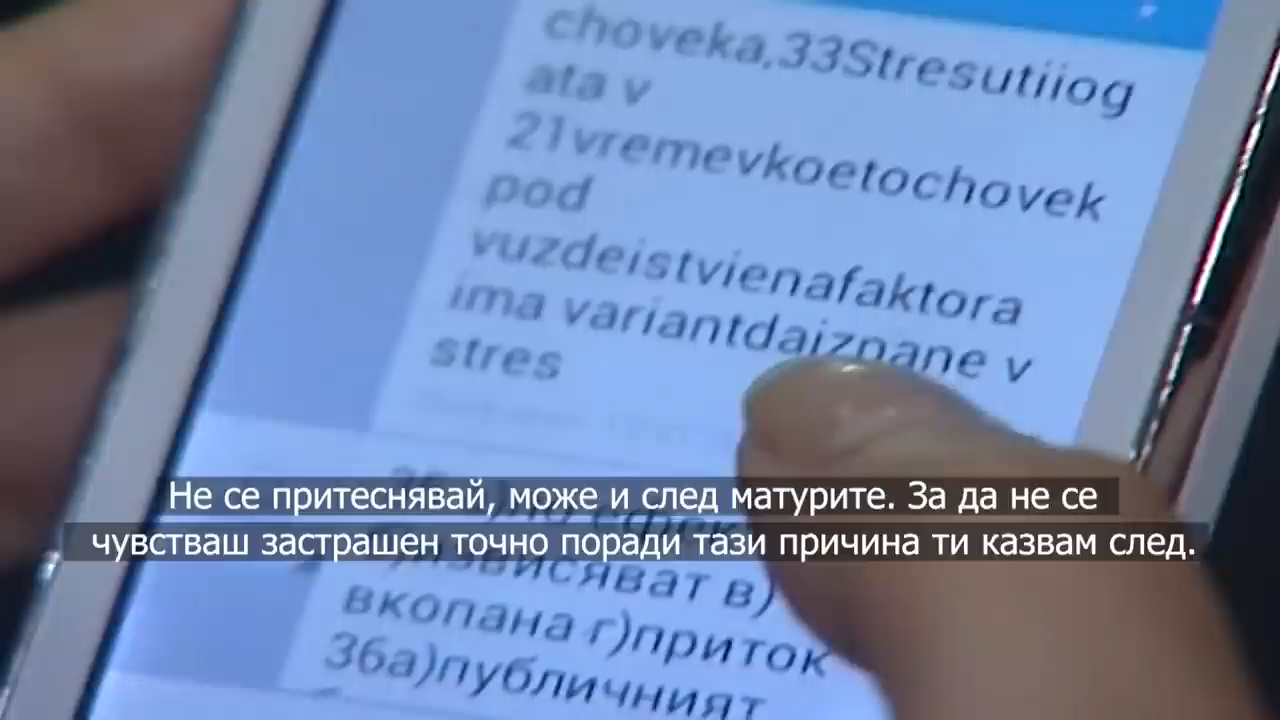 choveka,33Stresutiiog
ata v
21vremevkoetochovek
pod
vuzdeistvienafaktora
ima variantdaizpane v
stres
Не се притеснявай, може и след матурите. За да не се
чувстваш застрашен точно поради тази причина ти казвам след.
вкопана г)приток
36а)публичният